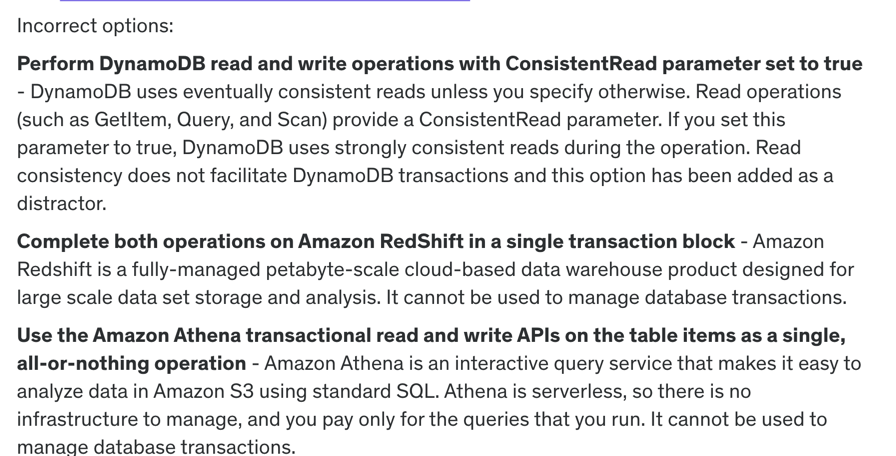 Incorrect options:
Perform DynamoDB read and write operations with ConsistentRead parameter set to true
- DynamoDB uses eventually consistent reads unless you specify otherwise. Read operations
(such as GetItem, Query, and Scan) provide a ConsistentRead parameter. If you set this
parameter to true, DynamoDB uses strongly consistent reads during the operation. Read
consistency does not facilitate DynamoDB transactions and this option has been added as a
distractor.
Complete both operations on Amazon RedShift in a single transaction block - Amazon
Redshift is a fully-managed petabyte-scale cloud-based data warehouse product designed for
large scale data set storage and analysis. It cannot be used to manage database transactions.
Use the Amazon Athena transactional read and write APIs on the table items as a single,
all-or-nothing operation - Amazon Athena is an interactive query service that makes it easy to
analyze data in Amazon S3 using standard SQL. Athena is serverless, so there is no
infrastructure to manage, and you pay only for the queries that you run. It cannot be used to
manage database transactions.